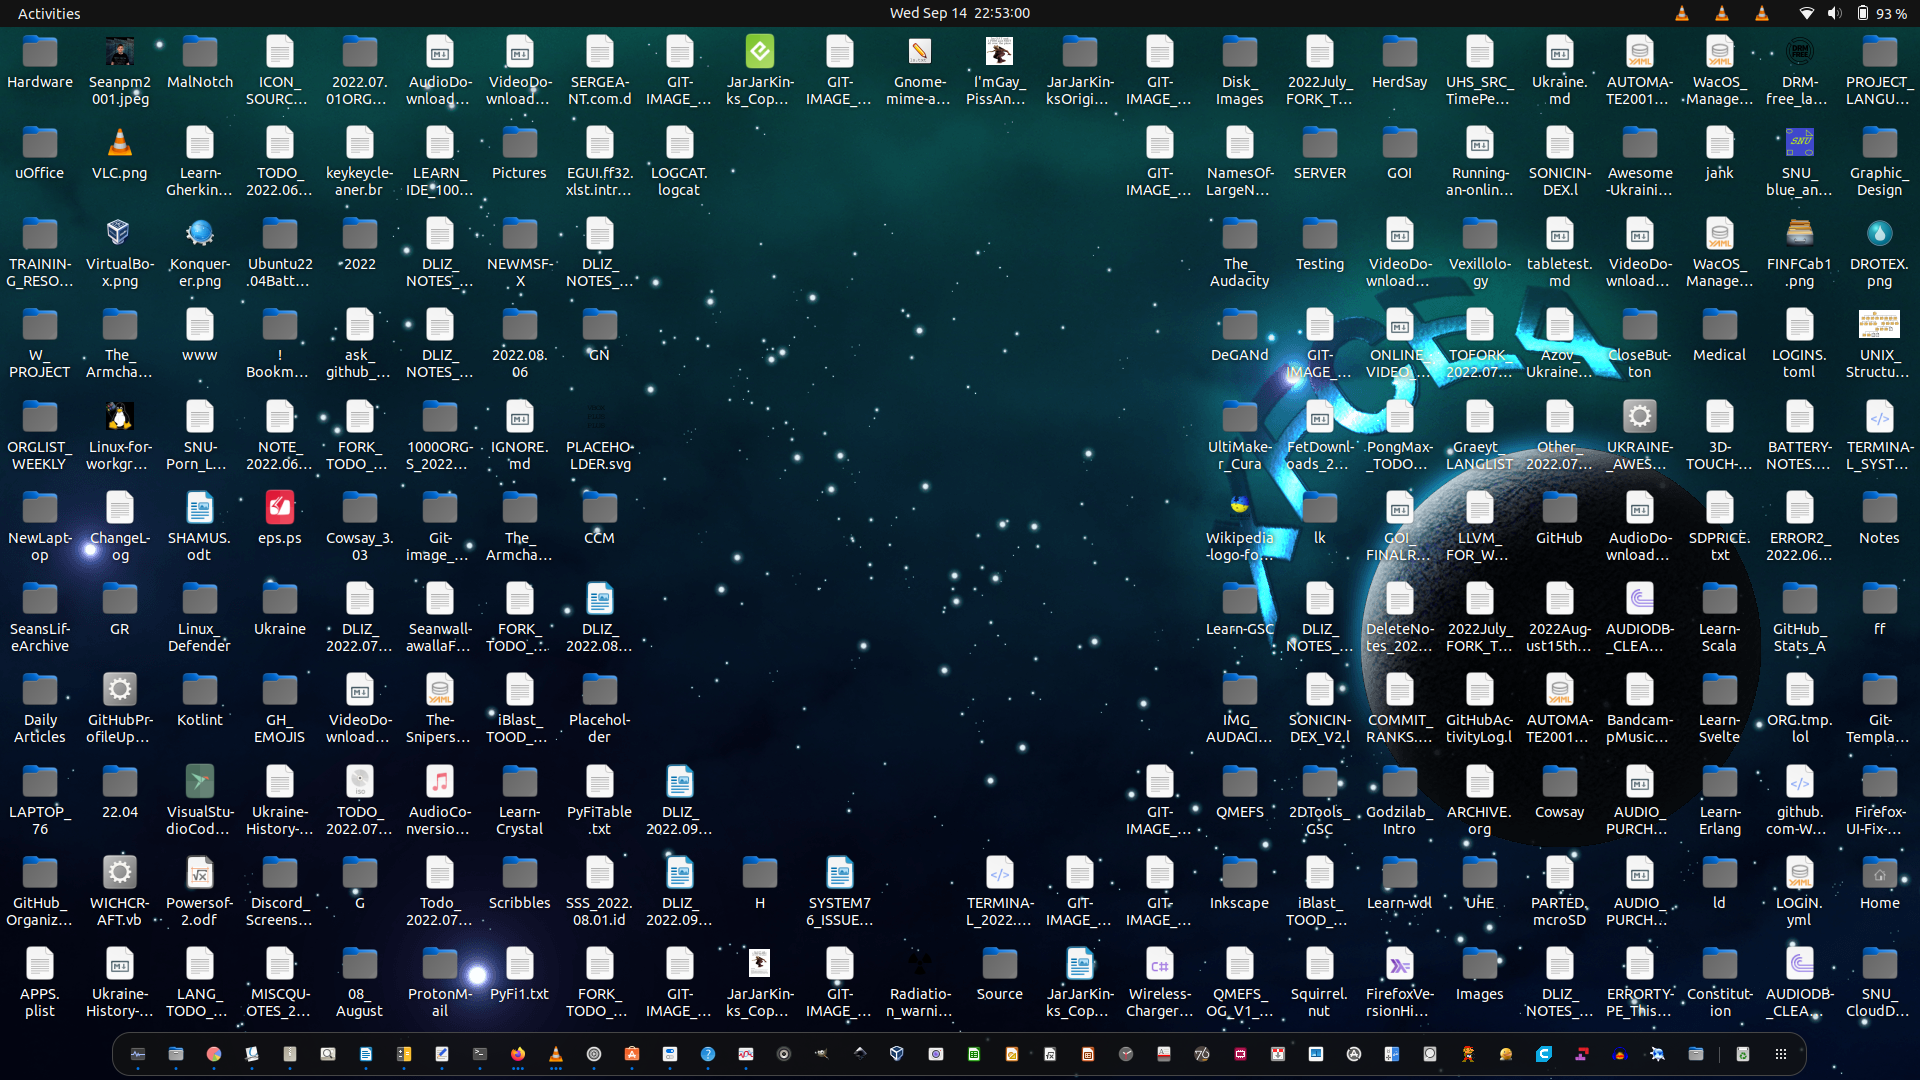 Activities
Wed Sep 14 22:53:00
93 %
Hardware Seanpm2 MalNotch ICON_ 2022.07. AudioDo- VideoDo- SERGEA- GIT- JarJarKin- GIT- Gnome- I'mGay_ JarJarKin- GIT- Disk_ 2022July_ HerdSay UHS_SRC_ Ukraine. AUTOMA- WacOS_ DRM- PROJECT_
001.jpeg SOURC... 01ORG... wnload... wnload... NT.com.d IMAGE_... ks_Cop... IMAGE_... mime-a... PissAn... ksOrigi... IMAGE_... Images FORK_T... TimePe... md TE2001... Manage... free_la... LANGU...
uOffice VLC.png Learn- TODO_ keykeycle- LEARN_ Pictures EGUI.ff32. LOGCAT. GIT- NamesOf- SERVER GOI Running- SONICIN- Awesome jank SNU_ Graphic_
Gherkin... 2022.06... aner.br IDE_100... xlst.intr... logcat IMAGE_... LargeN... an-onlin... DEX.l -Ukraini... blue_an... Design
TRAININ- VirtualBo- Konquer- Ubuntu22 2022 DLIZ_ NEWMSF- DLIZ_ The_ Testing VideoDo- Vexillolo- tabletest. VideoDo- WacOS_ FINFCab1 DROTEX.
G_RESO... x.png er.png .04Batt... NOTES_... X NOTES_... Audacity wnload... gy md wnload... Manage... .png png
W_ The_ www ! ask_ DLIZ_ 2022.08. GN DeGANd GIT- ONLINE_ TOFORK_ Azov_ CloseBut- Medical LOGINS. UNIX_
PROJECT Armcha... Bookm... github_... NOTES_... 06 IMAGE_... VIDEO_... 2022.07... Ukraine... ton toml Structu...
ORGLIST_ Linux-for- SNU- NOTE_ FORK_ 1000ORG- IGNORE. PLACEHO- UltiMake- FetDownl- PongMax- Graeyt_ Other_ UKRAINE- 3D- BATTERY- TERMINA-
WEEKLY workgr... Porn_L... 2022.06... TODO_... S_2022... md LDER.svg r_Cura oads_2... _TODO... LANGLIST 2022.07... _AWES... TOUCH-... NOTES.... L_SYST...
NewLapt- ChangeL- SHAMUS. eps.ps Cowsay_3. Git- The_ CCM Wikipedia lk GOI_ LLVM_ GitHub AudioDo- SDPRICE. ERROR2_ Notes
op og odt 03 image_... Armcha... -logo-fo... FINALR... FOR_W... wnload... txt 2022.06...
SeansLif- GR Linux_ Ukraine DLIZ_ Seanwall- FORK_ DLIZ_ Learn-GSC DLIZ_ DeleteNo- 2022July_ 2022Aug- AUDIODB- Learn- GitHub_ ff
eArchive Defender 2022.07... awallaF... TODO_... 2022.08... NOTES_... tes_202... FORK_T... ust15th... _CLEA... Scala Stats_A
Daily GitHubPr- Kotlint GH_ VideoDo- The- iBlast_ Placehol- IMG_ SONICIN- COMMIT_ GitHubAc- AUTOMA- Bandcam- Learn- ORG.tmp. Git-
Articles ofileUp... EMOJIS wnload... Snipers... TOOD_... der AUDACI... DEX_V2.l RANKS.... tivityLog.l TE2001... pMusic... Svelte lol Templa...
LAPTOP_ 22.04 VisualStu- Ukraine- TODO_ AudioCo- Learn- PyFiTable DLIZ_ GIT- QMEFS 2DTools_ Godzilab_ ARCHIVE. Cowsay AUDIO_ Learn- github. Firefox-
76 dioCod... History-... 2022.07... nversio... Crystal .txt 2022.09... IMAGE_... GSC Intro org PURCH... Erlang com-W... UI-Fix-...
GitHub_ WICHCR- Powersof- Discord_ G Todo_ Scribbles SSS_2022. DLIZ_ H SYSTEM7 TERMINA- GIT- GIT- Inkscape iBlast_ Learn-wdl UHE PARTED. AUDIO_ ld LOGIN. Home
Organiz... AFT.vb 2.odf Screens... 2022.07... 08.01.id 2022.09... 6_ISSUE... L_2022.... IMAGE_... IMAGE_... TOOD_... mcroSD PURCH... yml
APPS. Ukraine- LANG_ MISCQU- 08_ ProtonM- PyFi1.txt FORK_ GIT- JarJarKin- GIT- Radiatio- Source JarJarKin- Wireless- QMEFS_ Squirrel. FirefoxVe- Images DLIZ_ ERRORTY- Constitut- AUDIODB- SNU_
plist History-... TODO_... OTES_2... August ail TODO_... IMAGE_... ks_Cop... IMAGE_... n_warni... ks_Cop... Charger... OG_V1_... nut rsionHi... NOTES_... PE_This... ion _CLEA... CloudD...